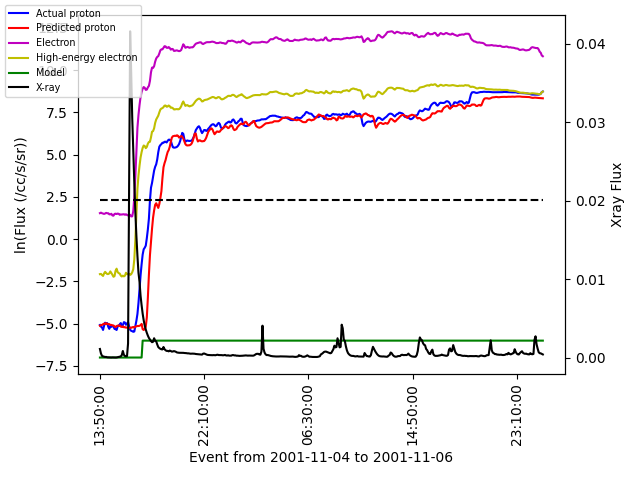 Actual proton
Predicted proton
Electron
High-energy electron
Model
X-ray
7.5
5.0
2.5
0.0
−2.5
−5.0
−7.5
ln(Flux (/cc/s/sr))
0.04
0.03
0.02
0.01
0.00
Xray Flux
13:50:00
22:10:00
06:30:00
14:50:00
23:10:00
Event from 2001-11-04 to 2001-11-06